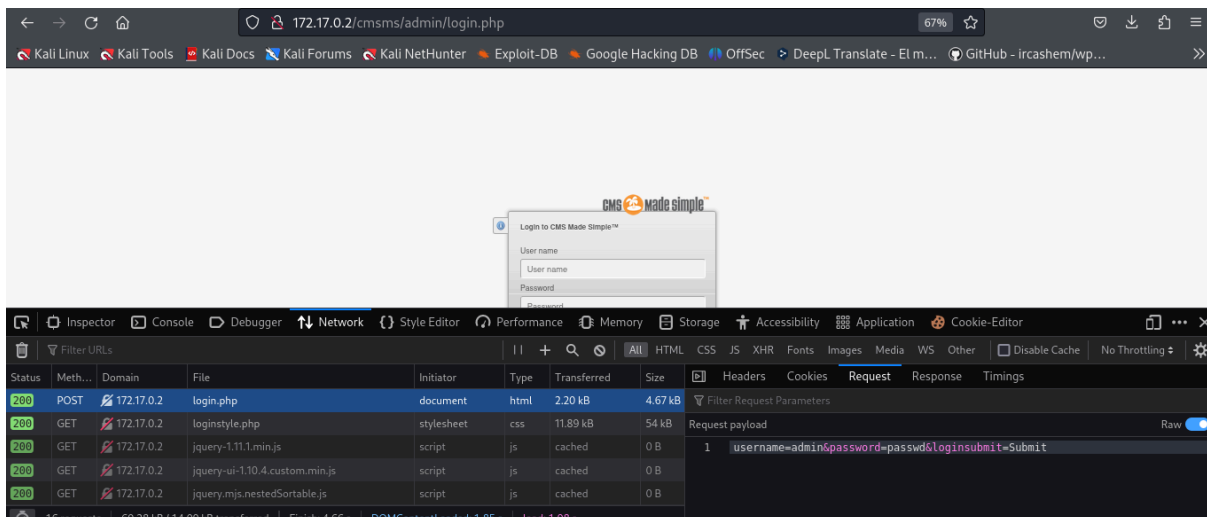 172.17.0.2/cmsms/admin/login.php 67%
Kali Linux Kali Tools Kali Docs Kali Forums Kali NetHunter Exploit-DB Google Hacking DB OffSec DeepL Translate - El m... GitHub - ircashem/wp...
CMS made simple™
Login to CMS Made Simple™
User name
User name
Password
Password
Inspector Console Debugger Network {} Style Editor Performance Memory Storage Accessibility Application Cookie-Editor
Filter URLs All HTML CSS JS XHR Fonts Images Media WS Other Disable Cache No Throttling
Status Meth... Domain File Initiator Type Transferred Size Headers Cookies Request Response Timings
200 POST 172.17.0.2 login.php document html 2.20 kB 4.67 kB Filter Request Parameters
200 GET 172.17.0.2 loginstyle.php stylesheet css 11.89 kB 54 kB Request payload Raw
200 GET 172.17.0.2 jquery-1.11.1.min.js script js cached 0 B 1 username=admin&password=passwd&loginsubmit=Submit
200 GET 172.17.0.2 jquery-ui-1.10.4.custom.min.js script js cached 0 B
200 GET 172.17.0.2 jquery.mjs.nestedSortable.js script js cached 0 B